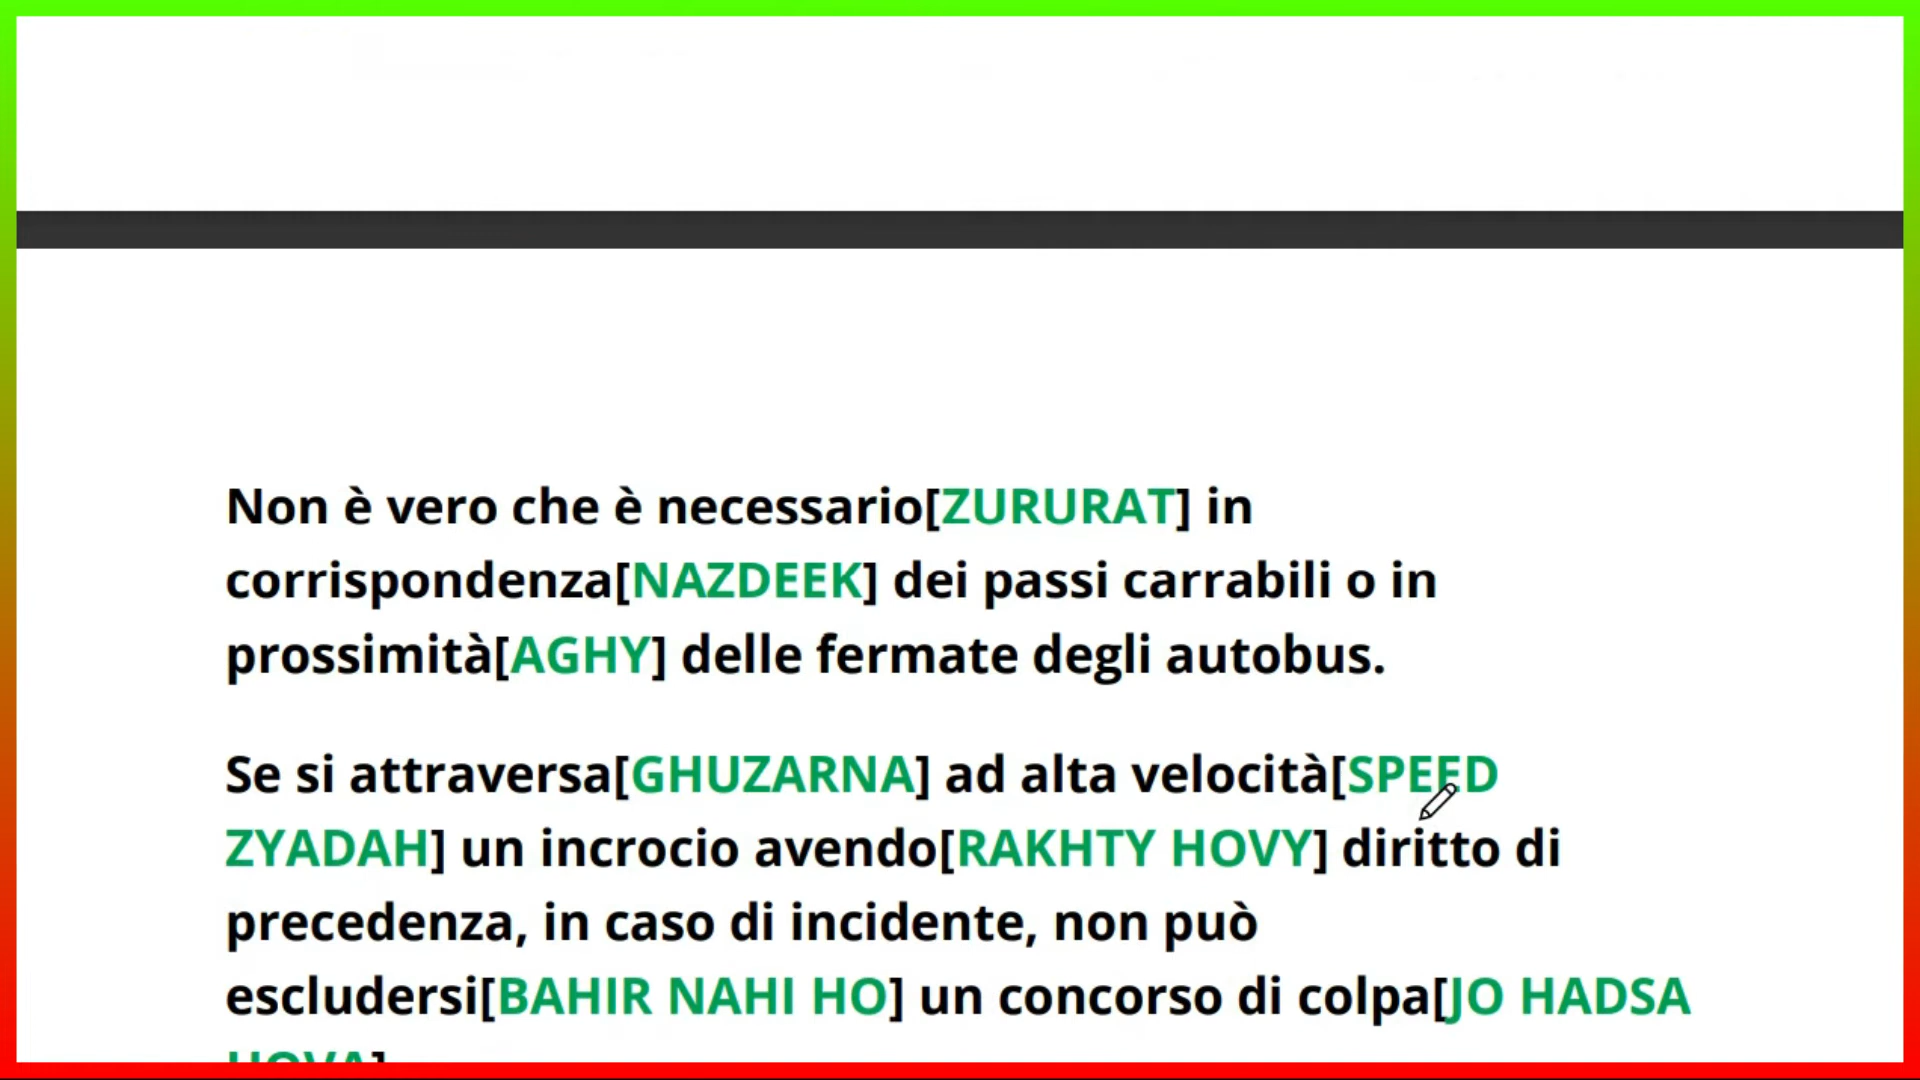 Non è vero che è necessario[ZURURAT] in
corrispondenza[NAZDEEK] dei passi carrabili o in
prossimità[AGHY] delle fermate degli autobus.
Se si attraversa[GHUZARNA] ad alta velocità[SPEED
ZYADAH] un incrocio avendo[RAKHTY HOVY] diritto di
precedenza, in caso di incidente, non può
escludersi[BAHIR NAHI HO] un concorso di colpa[JO HADSA
HOVA]